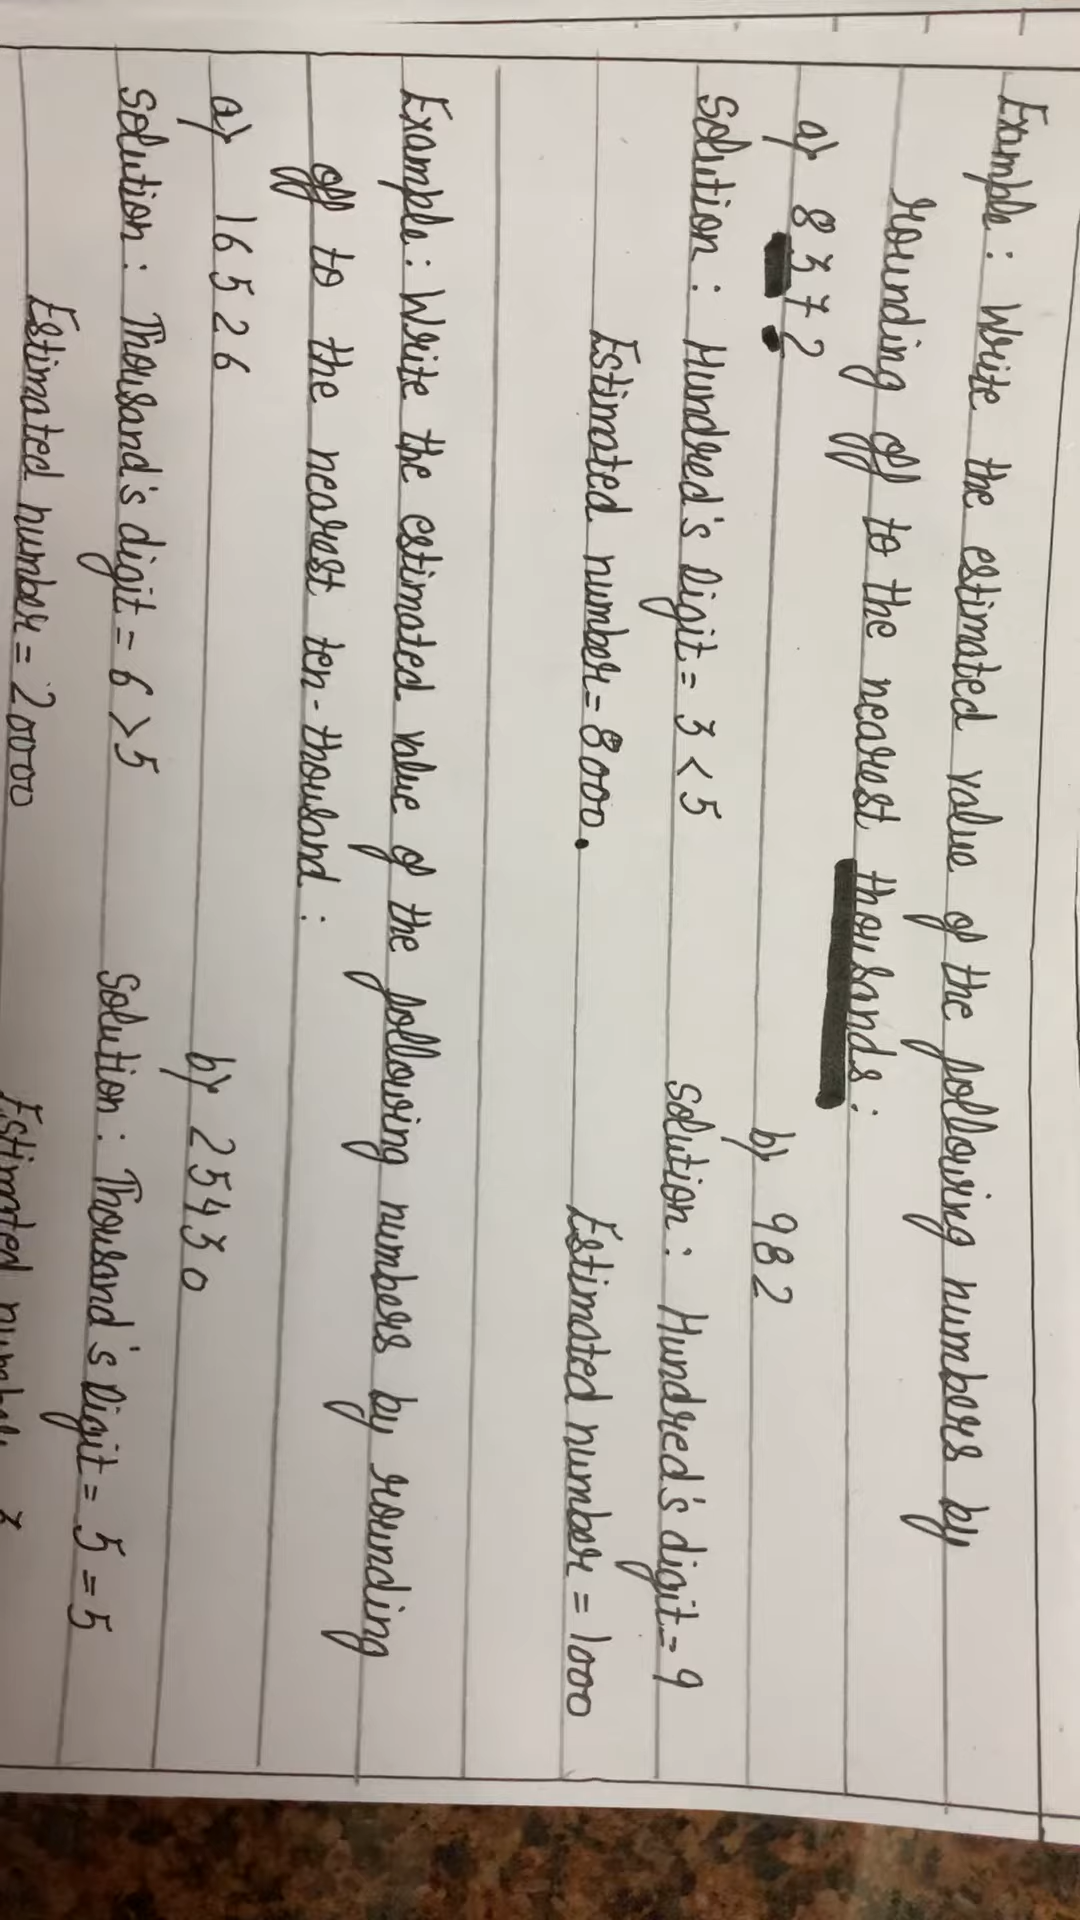 Example: Write the estimated value of the following numbers by
rounding off to the nearest thousands:
a) 8372 b) 982
Solution: Hundred's Digit = 3 < 5 Solution: Hundred's digit = 9
Estimated number = 8000. Estimated number = 1000
Example: Write the estimated value of the following numbers by rounding
off to the nearest ten-thousand:
a) 16526 b) 25430
Solution: Thousand's digit = 6 > 5 Solution: Thousand's Digit = 5 = 5
Estimated number = 20000 Estimated number